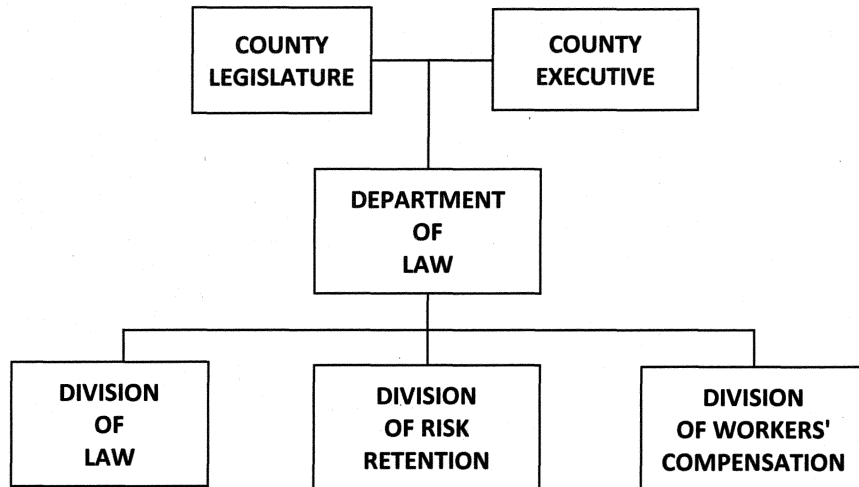 COUNTY
LEGISLATURE
COUNTY
EXECUTIVE
DEPARTMENT
OF
LAW
DIVISION
OF
LAW
DIVISION
OF RISK
RETENTION
DIVISION
OF WORKERS'
COMPENSATION